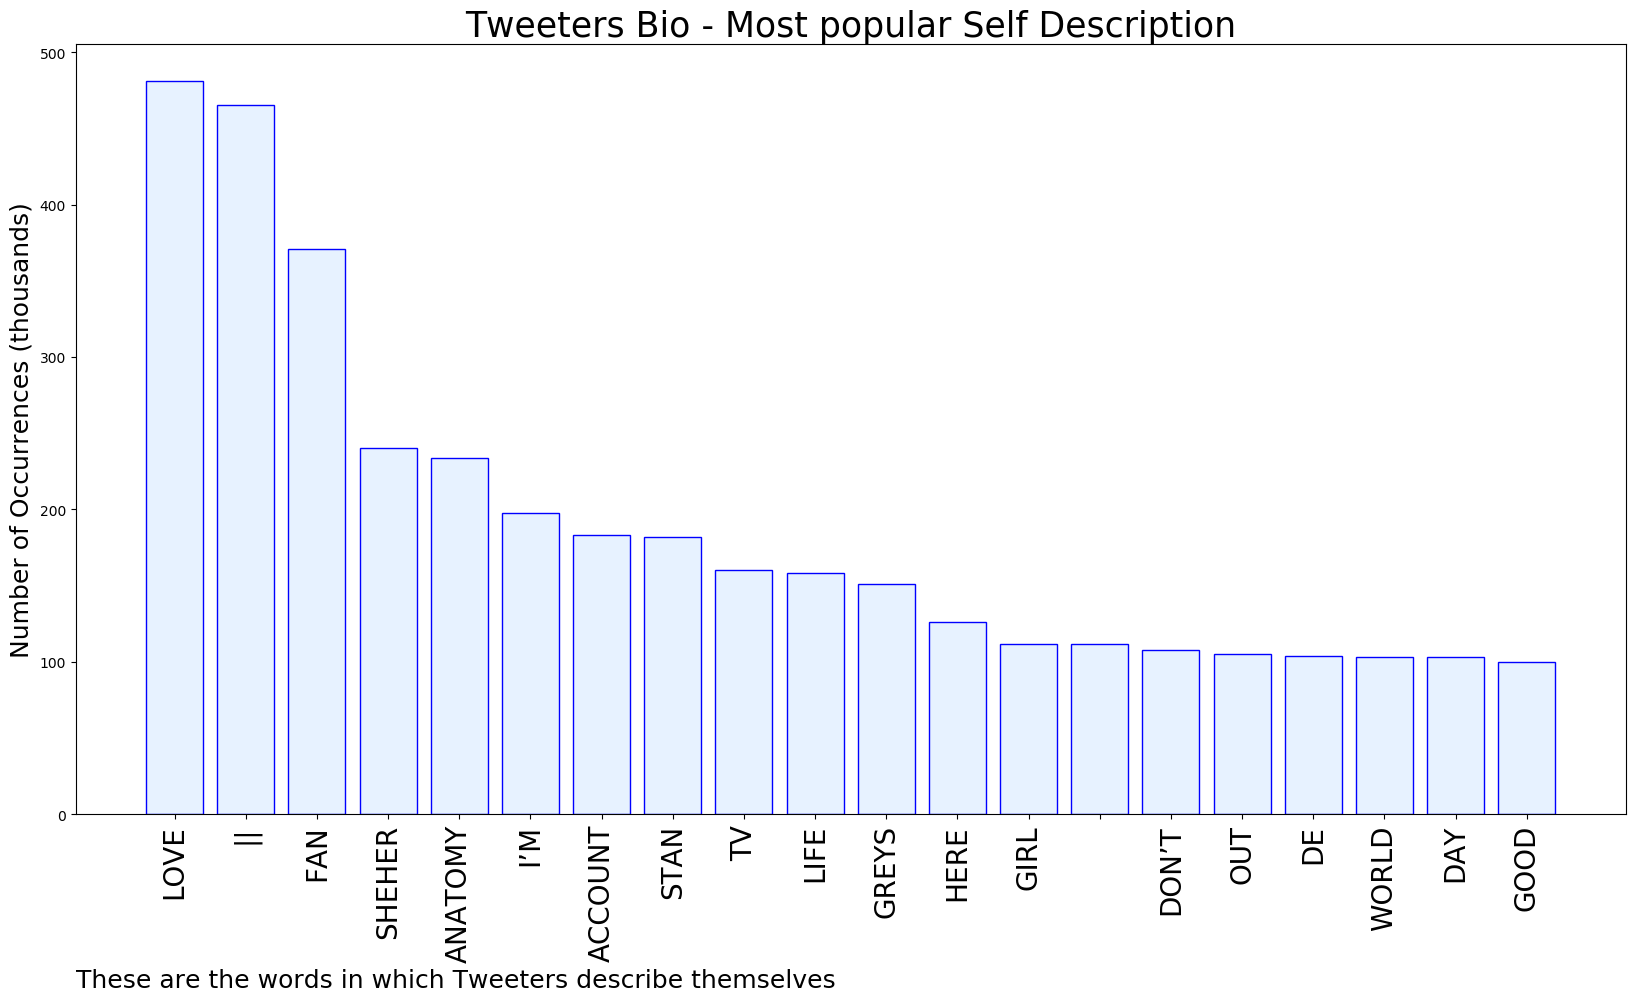 Tweeters Bio - Most popular Self Description
Number of Occurrences (thousands)
500
400
300
200
100
0
LOVE
||
FAN
SHEHER
ANATOMY
I’M
ACCOUNT
STAN
TV
LIFE
GREYS
HERE
GIRL
DON’T
OUT
DE
WORLD
DAY
GOOD
These are the words in which Tweeters describe themselves